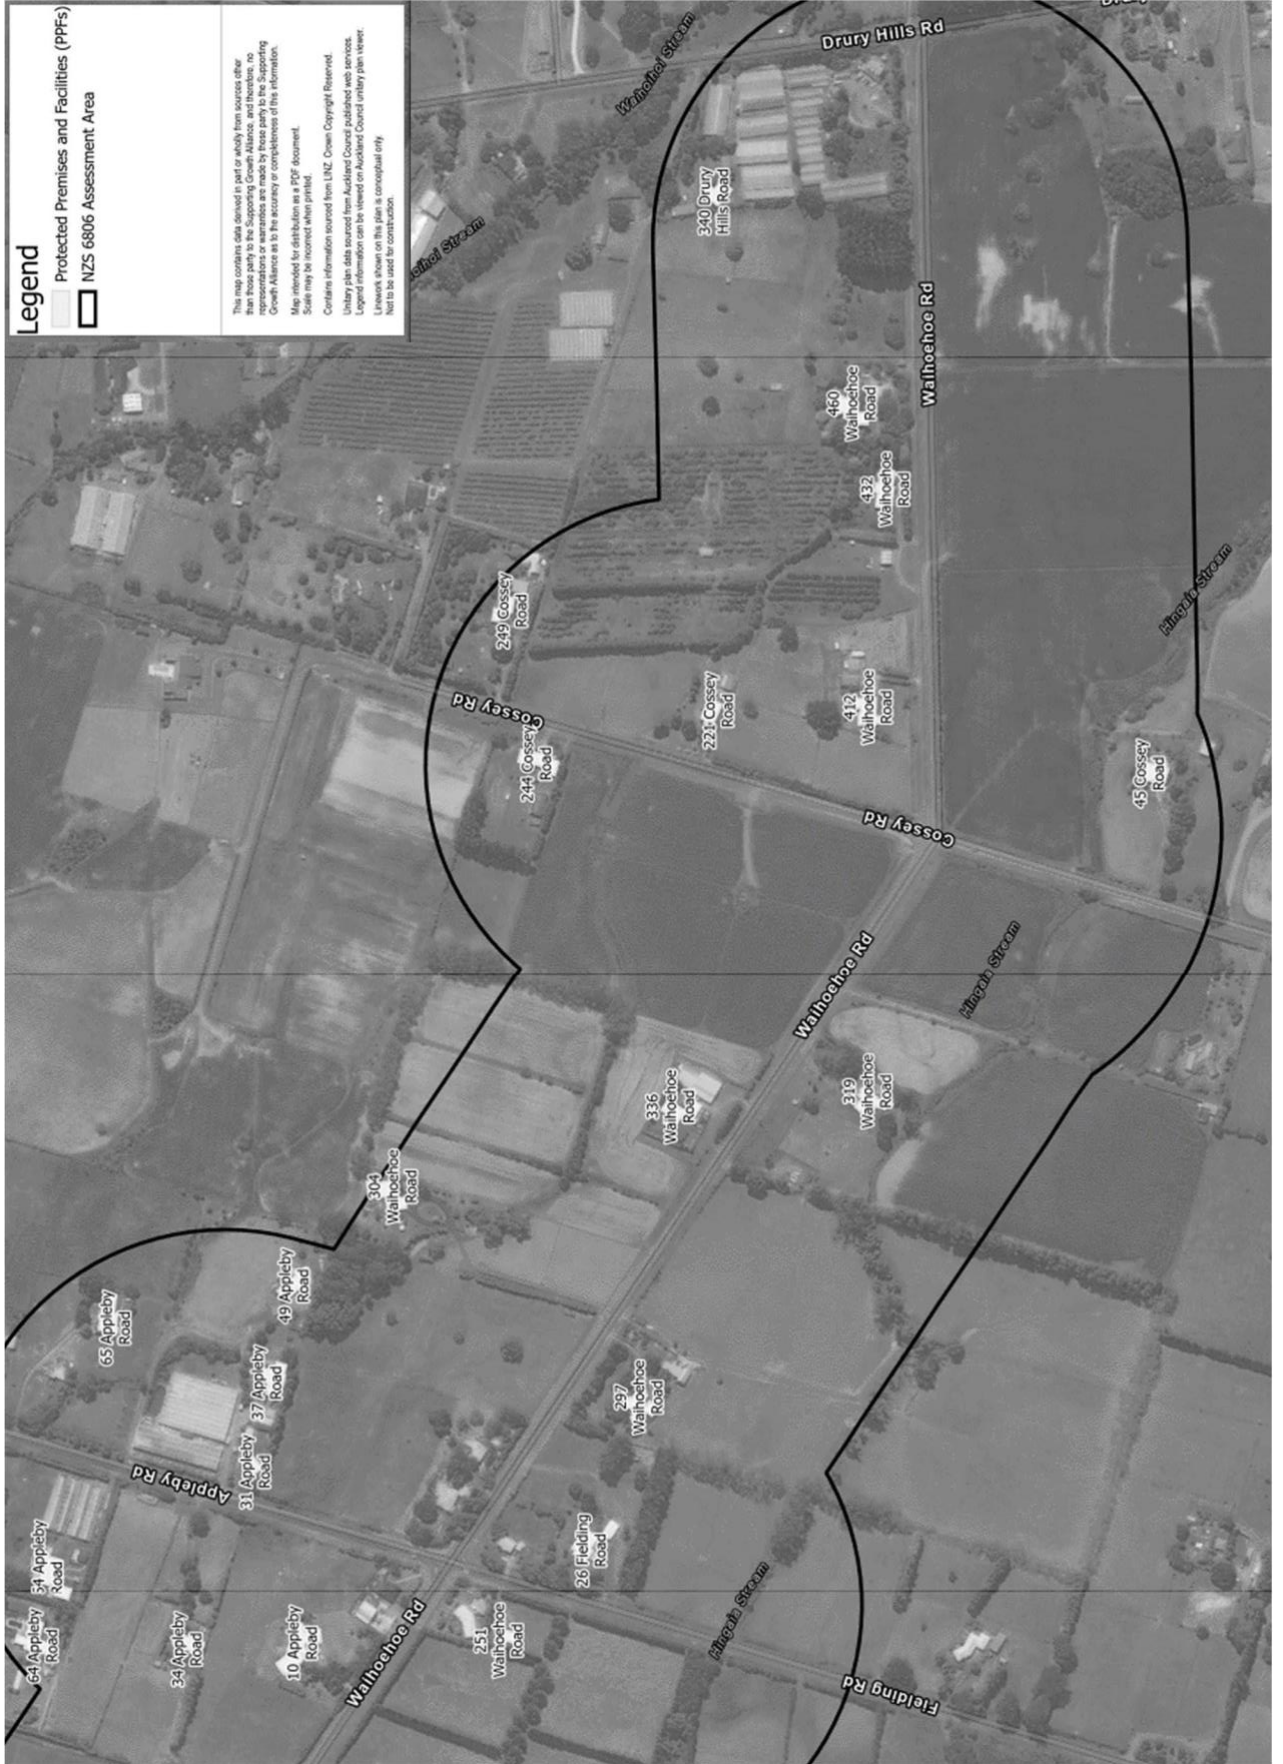 Legend
Protected Premises and Facilities (PPFs)
NZS 6806 Assessment Area
This map contains data derived in part or wholly from sources other
than those party to the Supporting Growth Alliance, and therefore, no
representations or warranties are made by those party to the Supporting
Growth Alliance as to the accuracy or completeness of this information.
Map intended for distribution as a PDF document.
Scale may be incorrect when printed.
Contains information sourced from LINZ. Crown Copyright Reserved.
Unitary plan data sourced from Auckland Council published web services.
Legend information can be viewed on Auckland Council unitary plan viewer.
Linework shown on this plan is conceptual only.
Not to be used for construction.
64 Appleby
Road
54 Appleby
Road
34 Appleby
Road
10 Appleby
Road
Waihoehoe Rd
251
Waihoehoe
Road
Appleby Rd
31 Appleby
Road
37 Appleby
Road
65 Appleby
Road
49 Appleby
Road
26 Fielding
Road
Hingaia Stream
Fielding Rd
297
Waihoehoe
Road
304
Waihoehoe
Road
336
Waihoehoe
Road
319
Waihoehoe
Road
Waihoehoe Rd
Hingaia Stream
Cossey Rd
244 Cossey
Road
Cossey Rd
249 Cossey
Road
221 Cossey
Road
412
Waihoehoe
Road
45 Cossey
Road
Hingaia Stream
432
Waihoehoe
Road
460
Waihoehoe
Road
Waihoehoe Rd
340 Drury
Hills Road
Waihoihoi Stream
oihoi Stream
Drury Hills Rd